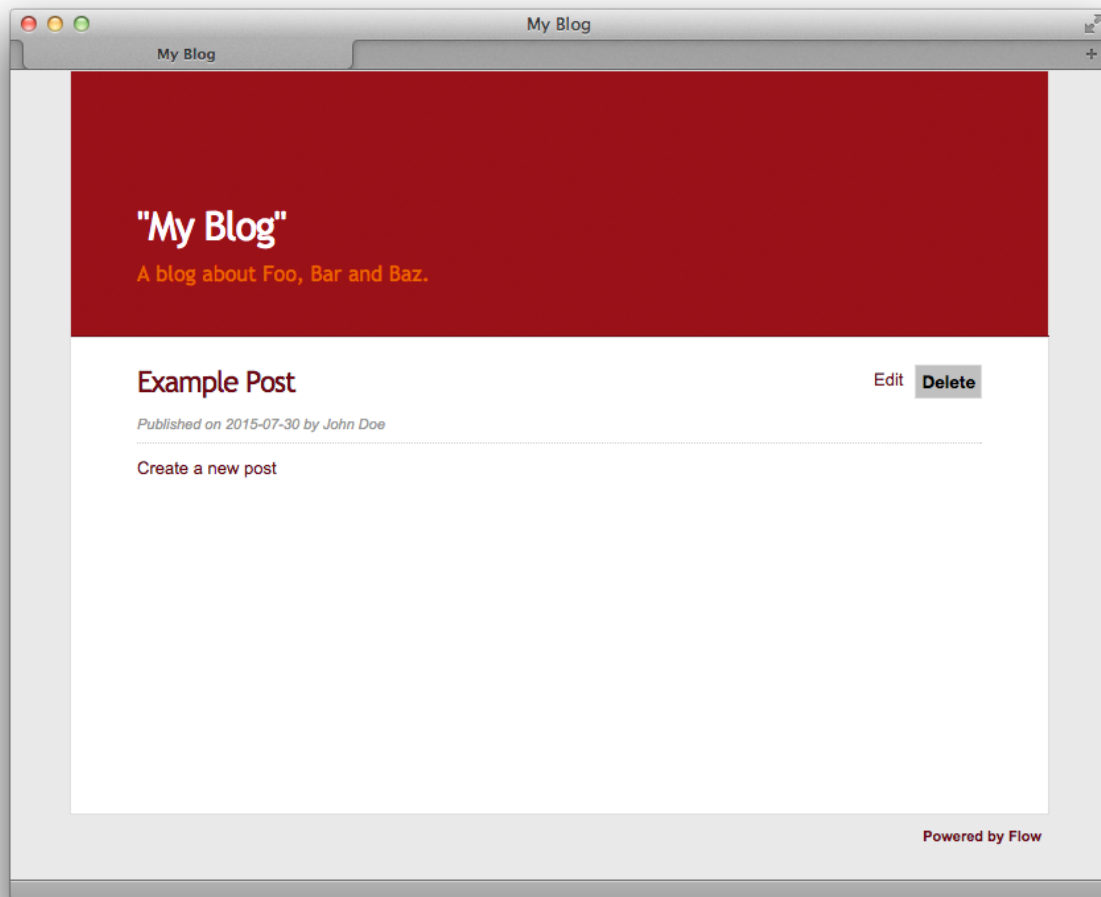 My Blog
My Blog
"My Blog"
A blog about Foo, Bar and Baz.
Example Post Edit Delete
Published on 2015-07-30 by John Doe
Create a new post
Powered by Flow